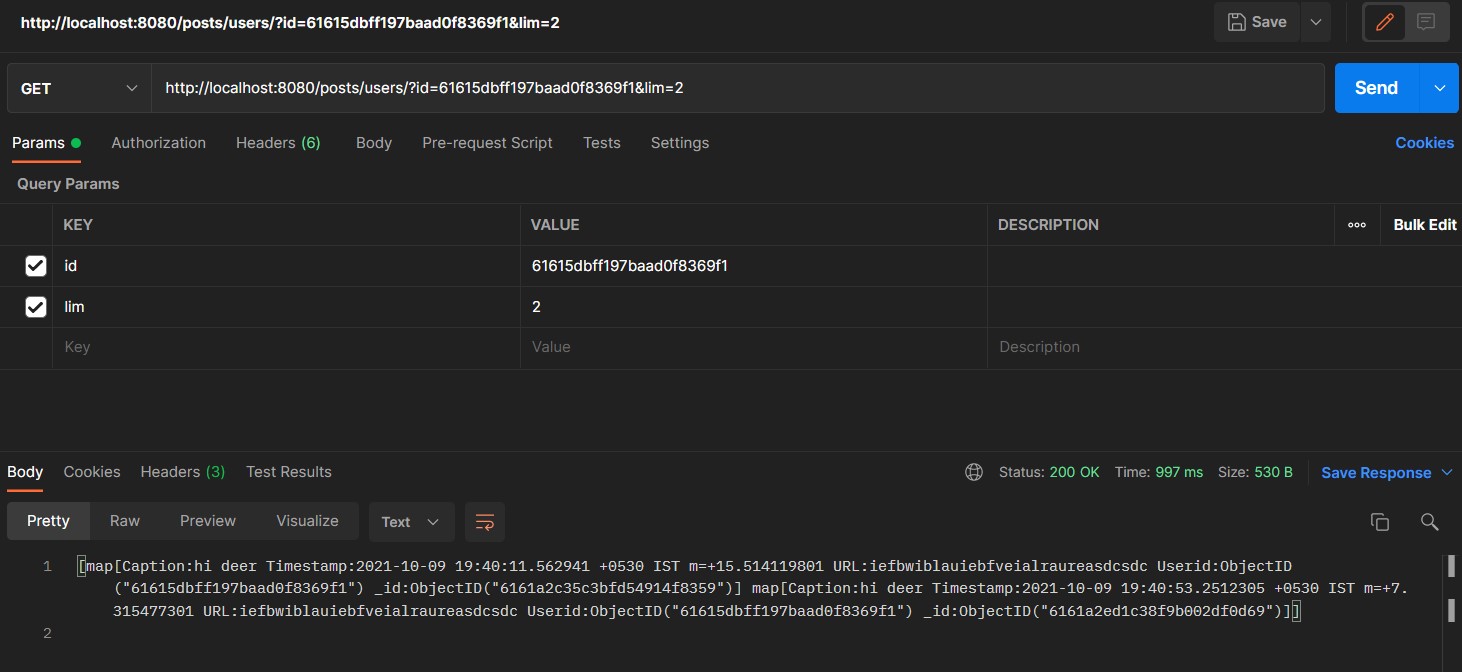 http://localhost:8080/posts/users/?id=61615dbff197baad0f8369f1&lim=2
Save
GET
http://localhost:8080/posts/users/?id=61615dbff197baad0f8369f1&lim=2
Send
Params
Authorization
Headers (6)
Body
Pre-request Script
Tests
Settings
Cookies
Query Params
KEY
VALUE
DESCRIPTION
Bulk Edit
id
61615dbff197baad0f8369f1
lim
2
Key
Value
Description
Body
Cookies
Headers (3)
Test Results
Status: 200 OK
Time: 997 ms
Size: 530 B
Save Response
Pretty
Raw
Preview
Visualize
Text
1
[map[Caption:hi deer Timestamp:2021-10-09 19:40:11.562941 +0530 IST m=+15.514119801 URL:iefbwiblauiebfveialraureasdcsdc Userid:ObjectID
("61615dbff197baad0f8369f1") _id:ObjectID("6161a2c35c3bfd54914f8359")] map[Caption:hi deer Timestamp:2021-10-09 19:40:53.2512305 +0530 IST m=+7.
315477301 URL:iefbwiblauiebfveialraureasdcsdc Userid:ObjectID("61615dbff197baad0f8369f1") _id:ObjectID("6161a2ed1c38f9b002df0d69")]]
2